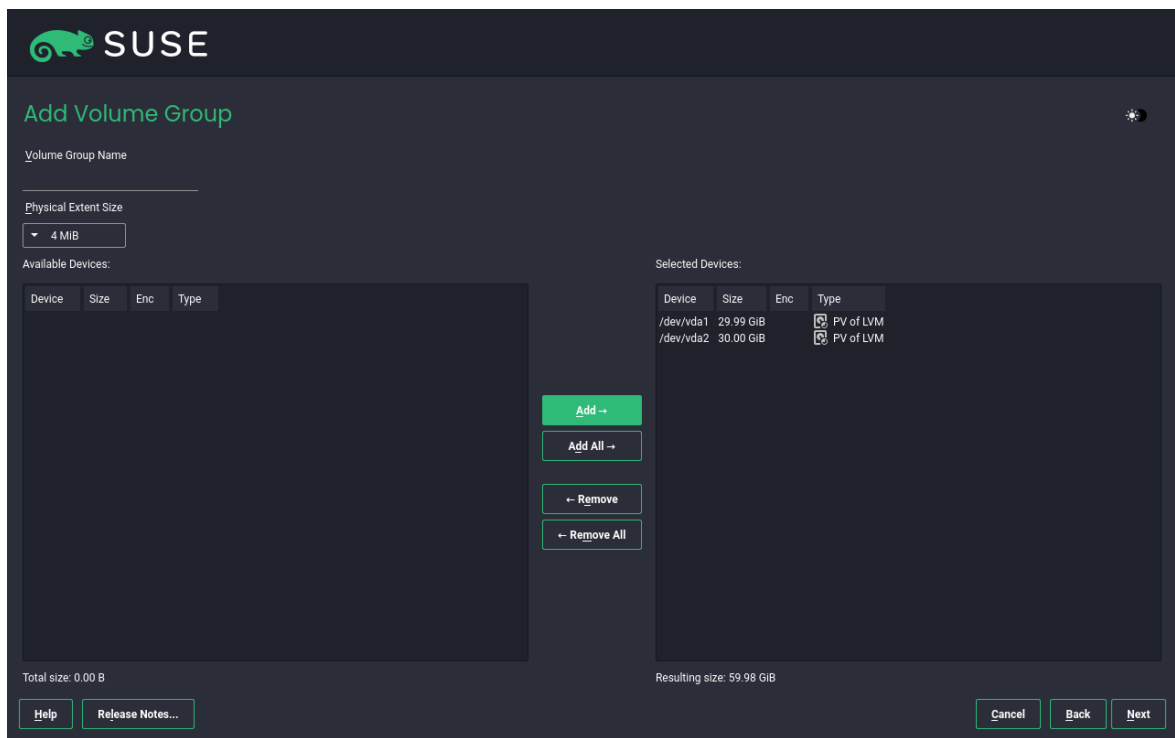 SUSE
Add Volume Group
Volume Group Name
Physical Extent Size
4 MiB
Available Devices:
Device Size Enc Type
Selected Devices:
Device Size Enc Type
/dev/vda1 29.99 GiB PV of LVM
/dev/vda2 30.00 GiB PV of LVM
Add →
Add All →
← Remove
← Remove All
Total size: 0.00 B
Resulting size: 59.98 GiB
Help Release Notes... Cancel Back Next